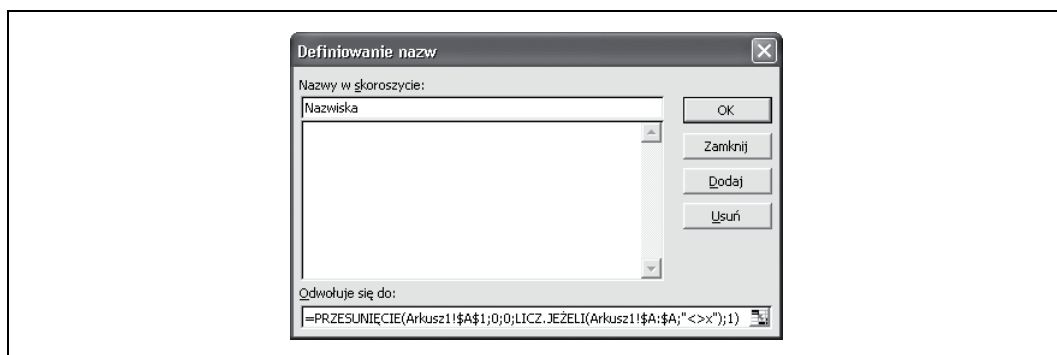 Definiowanie nazw
Nazwy w skoroszycie:
Nazwiska
OK
Zamknij
Dodaj
Usuń
Odwołuje się do:
=PRZESUNIĘCIE(Arkusz1!$A$1;0;0;LICZ.JEŻELI(Arkusz1!$A:$A;"<>x");1)